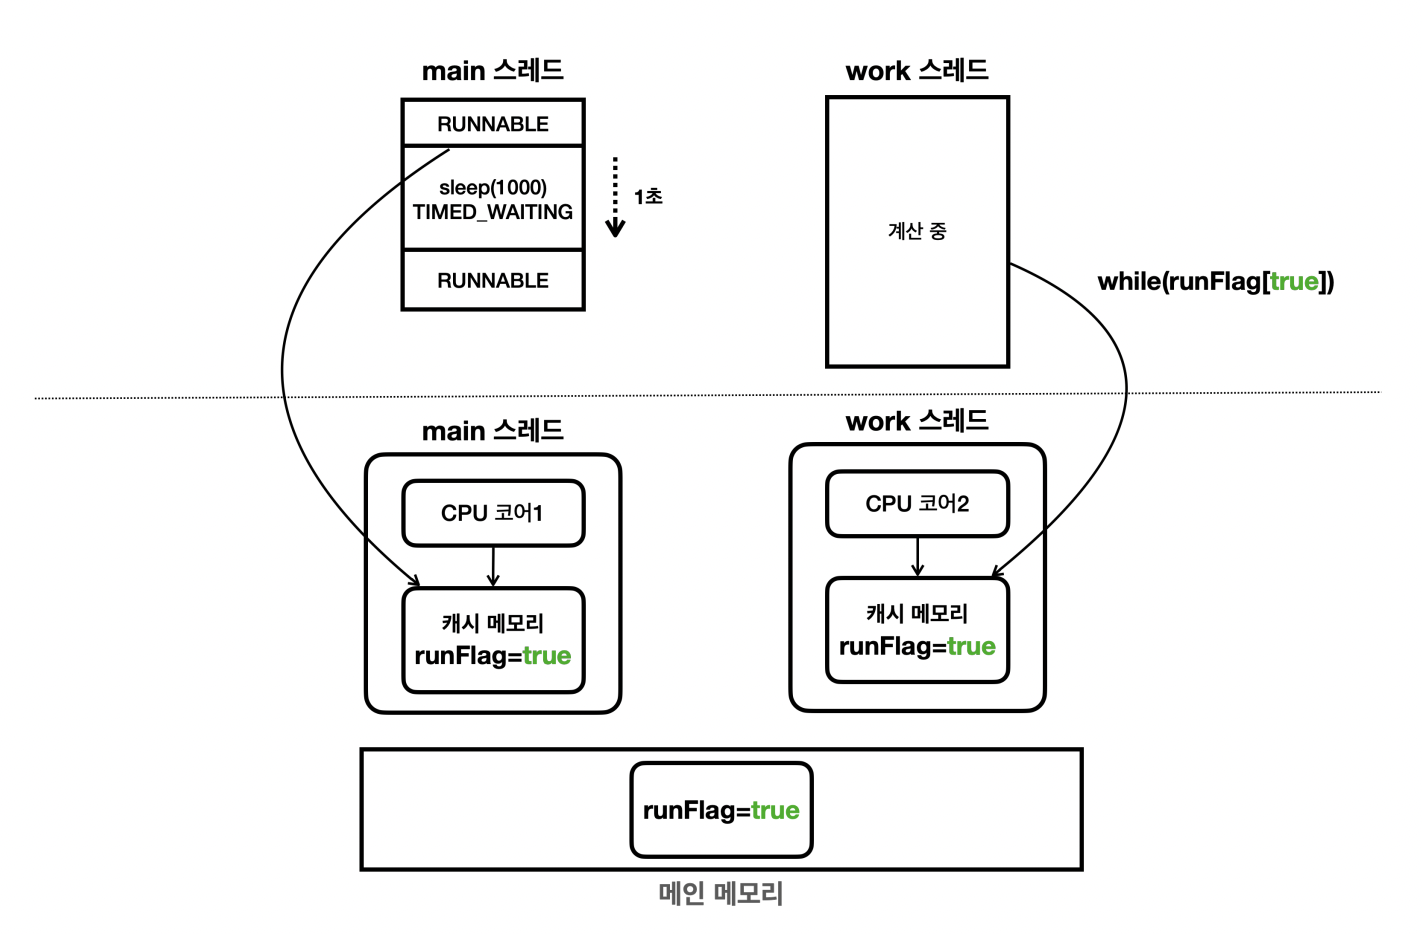 main 스레드
RUNNABLE
sleep(1000)
TIMED_WAITING
RUNNABLE
1초
work 스레드
계산 중
while(runFlag[true])
main 스레드
CPU 코어1
캐시 메모리
runFlag=true
work 스레드
CPU 코어2
캐시 메모리
runFlag=true
runFlag=true
메인 메모리